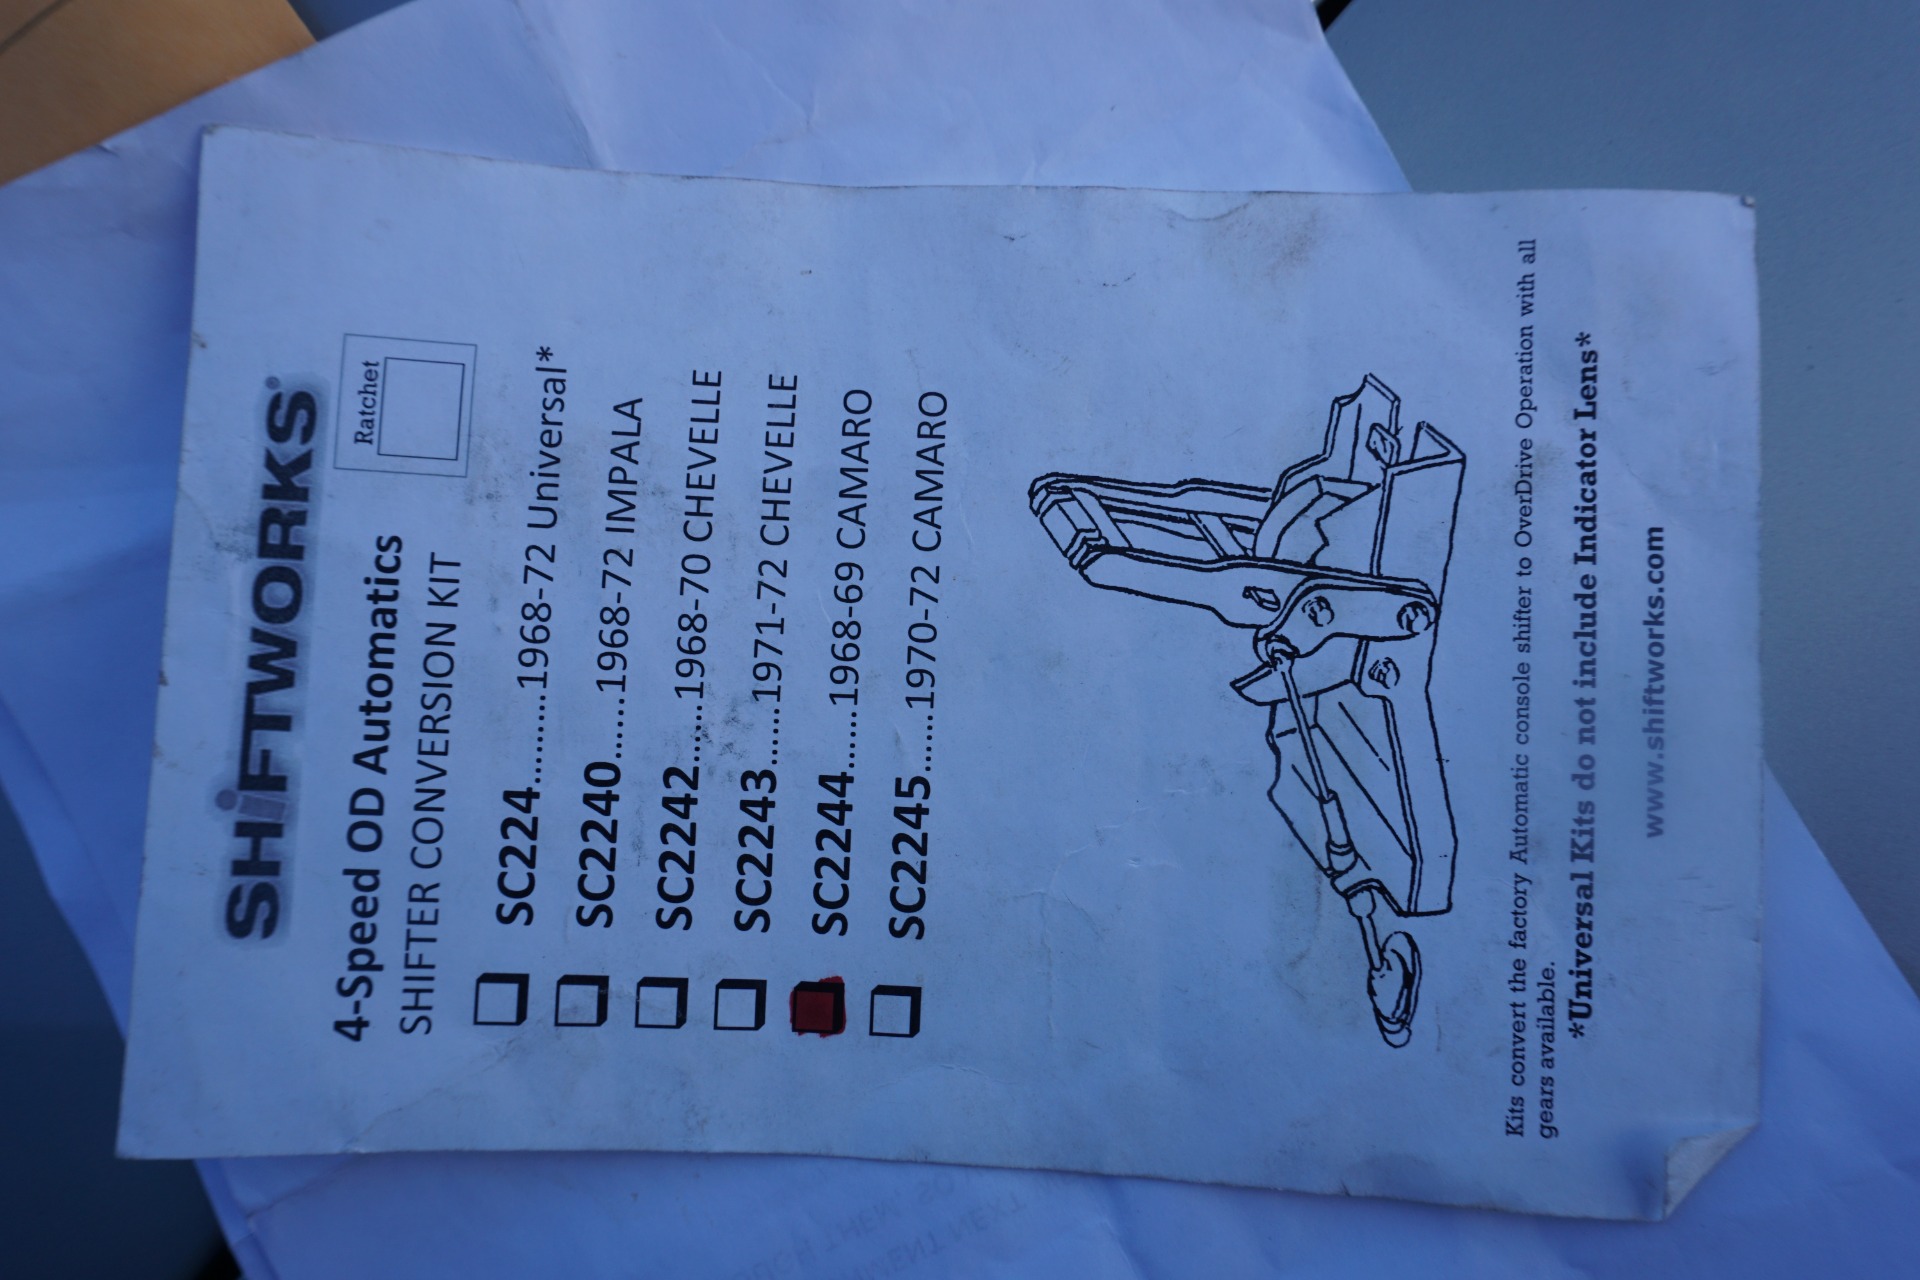 SHiFTWORKS®
4-Speed OD Automatics
SHIFTER CONVERSION KIT
Ratchet
SC224.........1968-72 Universal*
SC2240......1968-72 IMPALA
SC2242......1968-70 CHEVELLE
SC2243......1971-72 CHEVELLE
SC2244......1968-69 CAMARO
SC2245......1970-72 CAMARO
Kits convert the factory Automatic console shifter to OverDrive Operation with all
gears available.
*Universal Kits do not include Indicator Lens*
www.shiftworks.com